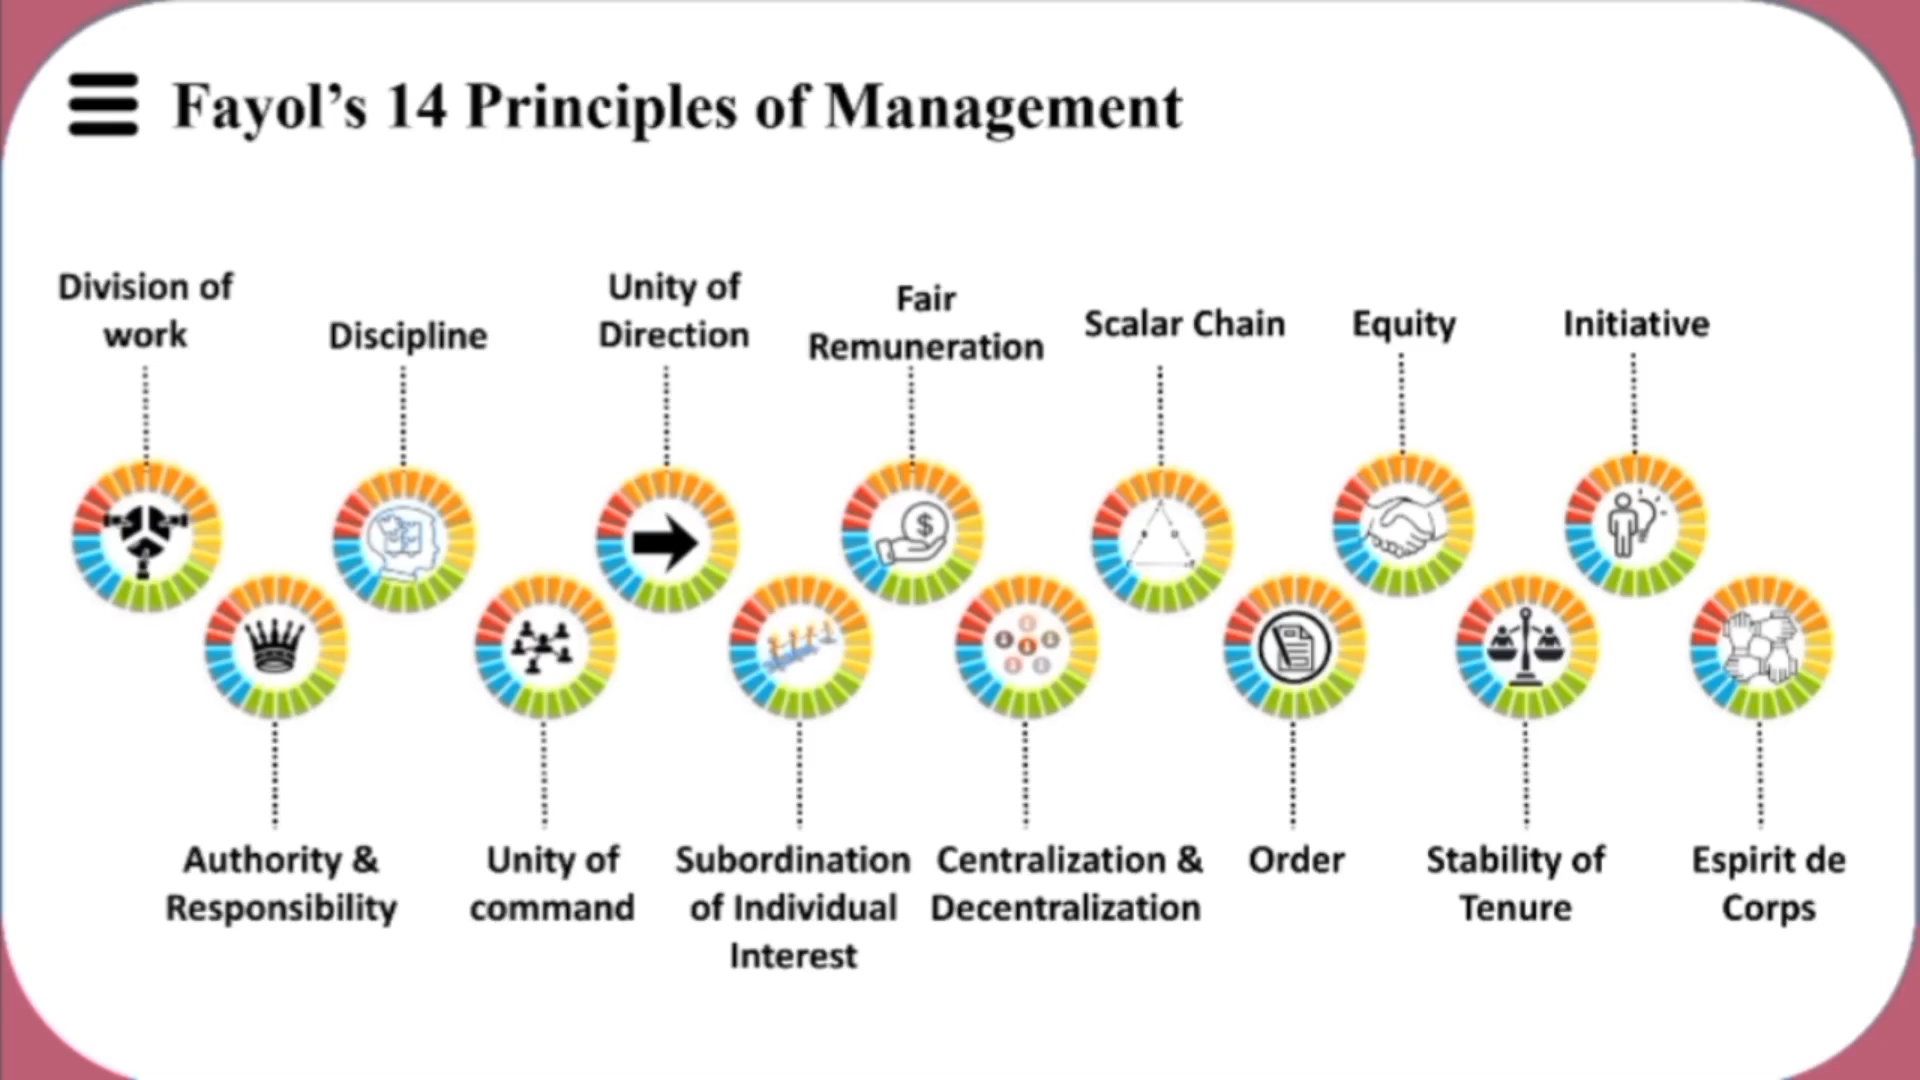 Fayol’s 14 Principles of Management
Division of
work
Discipline
Unity of
Direction
Fair
Remuneration
Scalar Chain
Equity
Initiative
$
Authority &
Responsibility
Unity of
command
Subordination
of Individual
Interest
Centralization &
Decentralization
Order
Stability of
Tenure
Espirit de
Corps